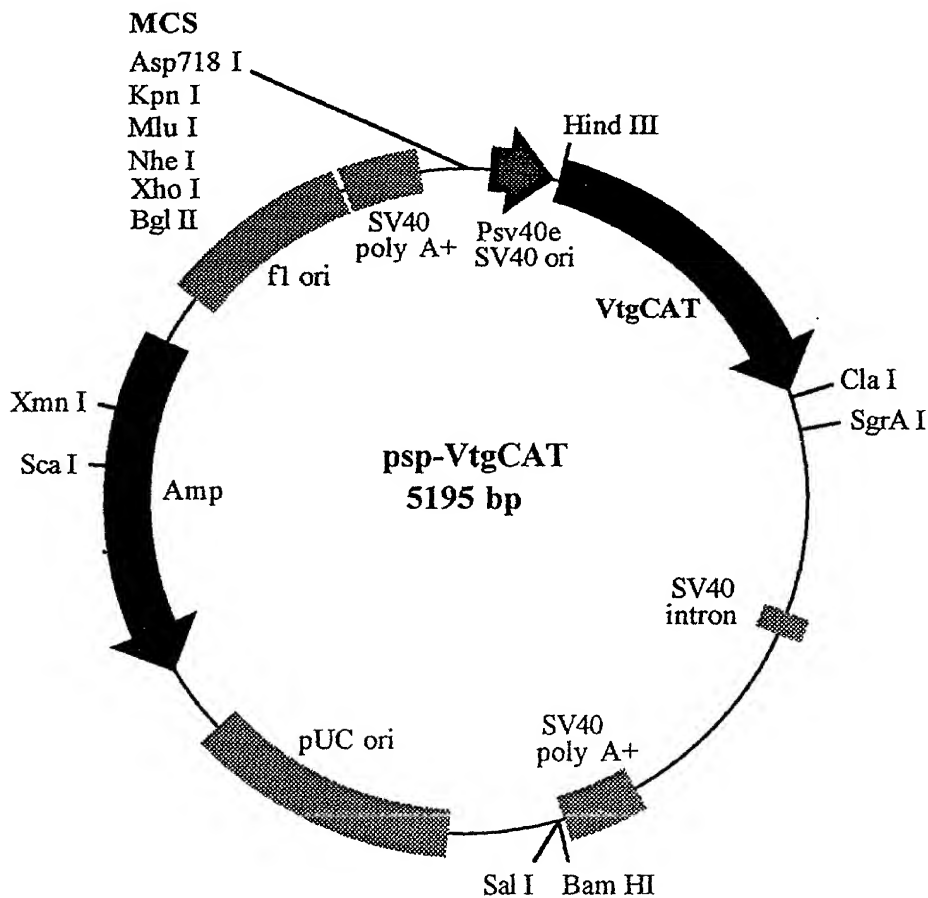 MCS
Asp718 I
Kpn I
Mlu I
Nhe I
Xho I
Bgl II
Hind III
SV40
poly A+
Psv40e
SV40 ori
f1 ori
VtgCAT
Xmn I
Cla I
Sca I
SgrA I
psp-VtgCAT
5195 bp
Amp
SV40
intron
SV40
poly A+
pUC ori
Sal I
Bam HI